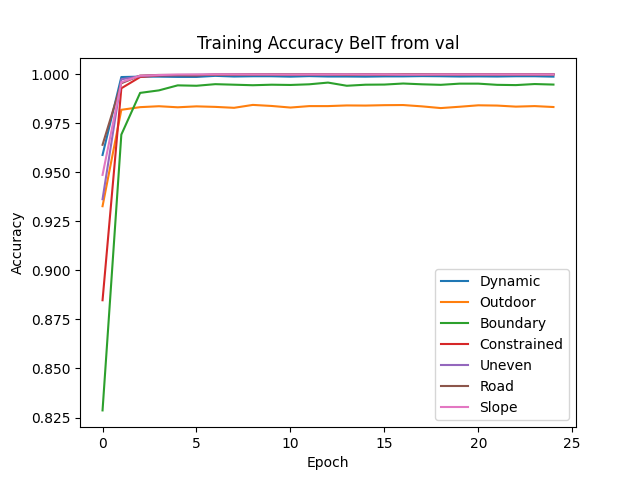 Training Accuracy BeIT from val
1.000
0.975
0.950
0.925
0.900
0.875
0.850
0.825
Accuracy
Dynamic
Outdoor
Boundary
Constrained
Uneven
Road
Slope
0 5 10 15 20 25
Epoch